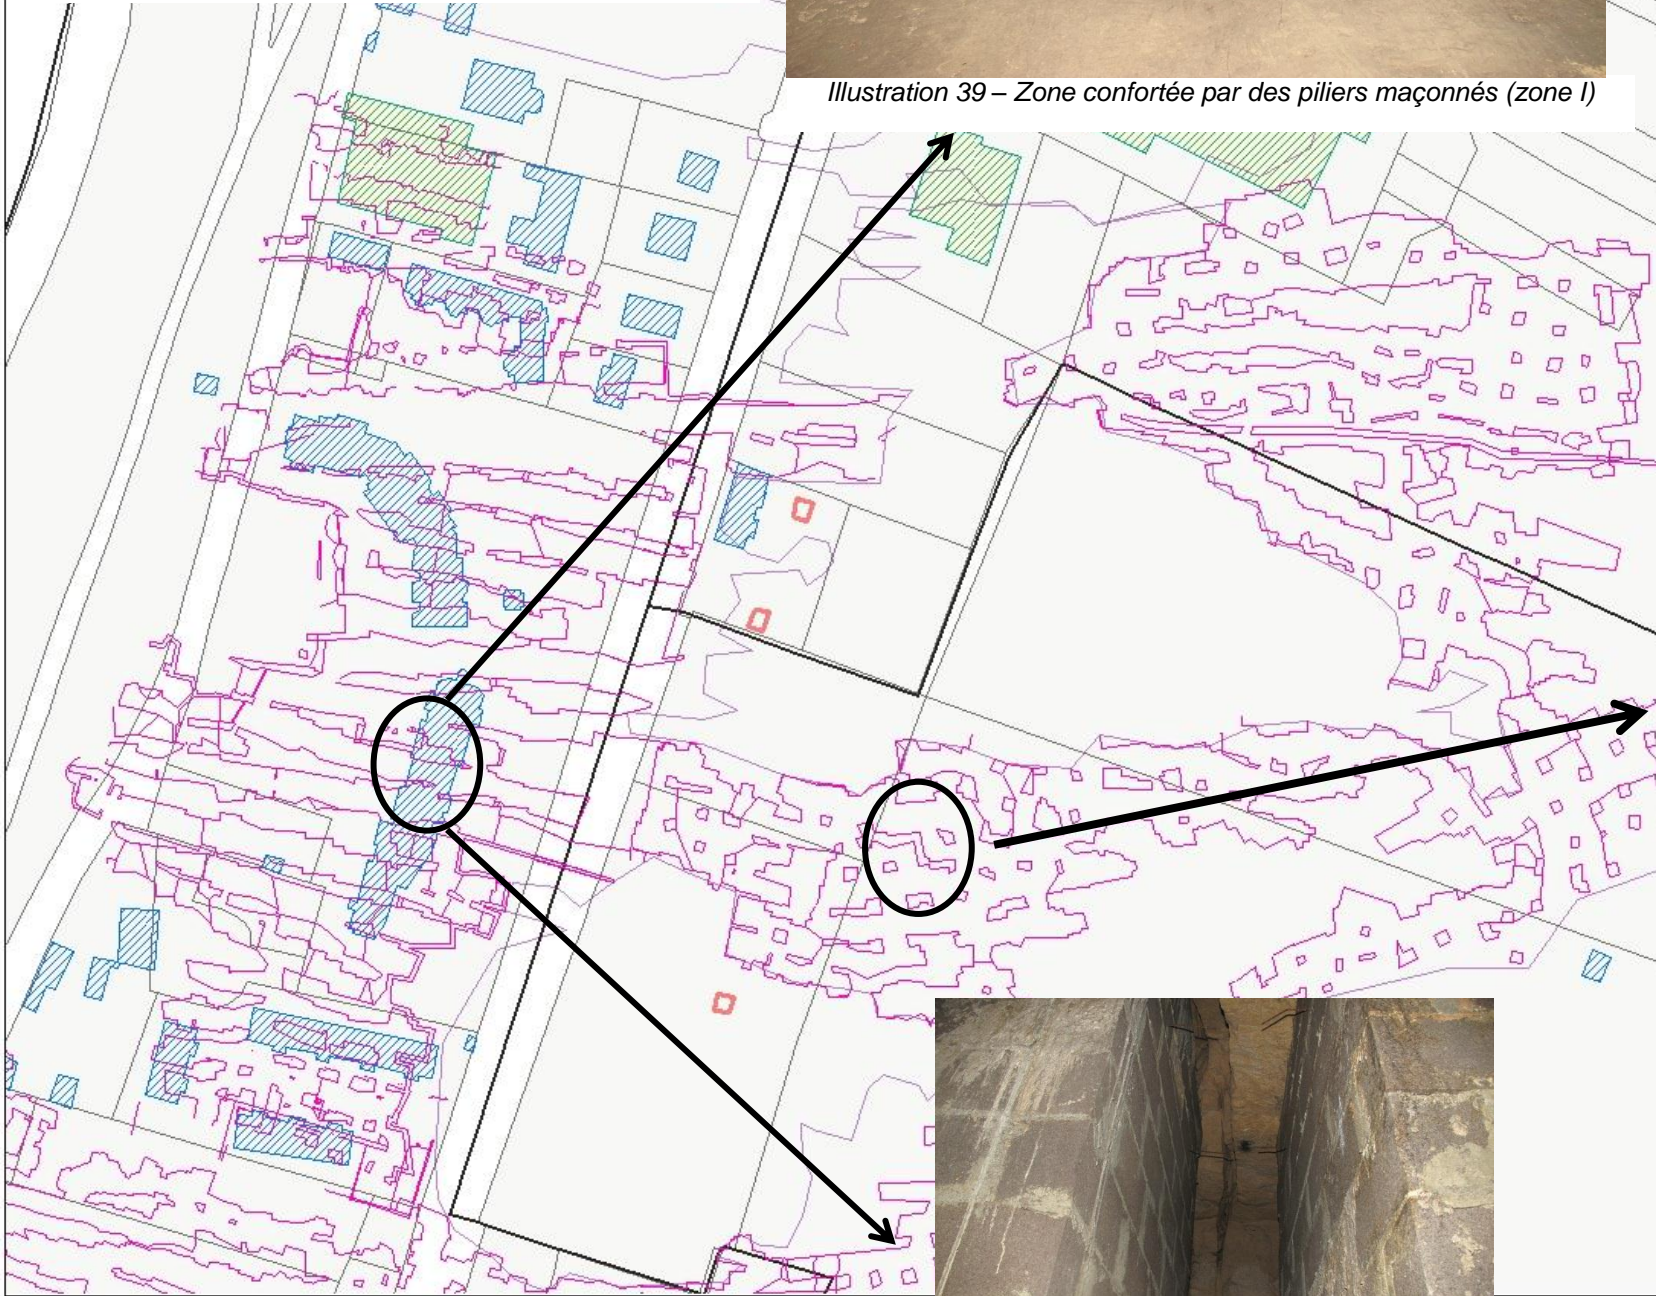 Illustration 39 – Zone confortée par des piliers maçonnés (zone I)